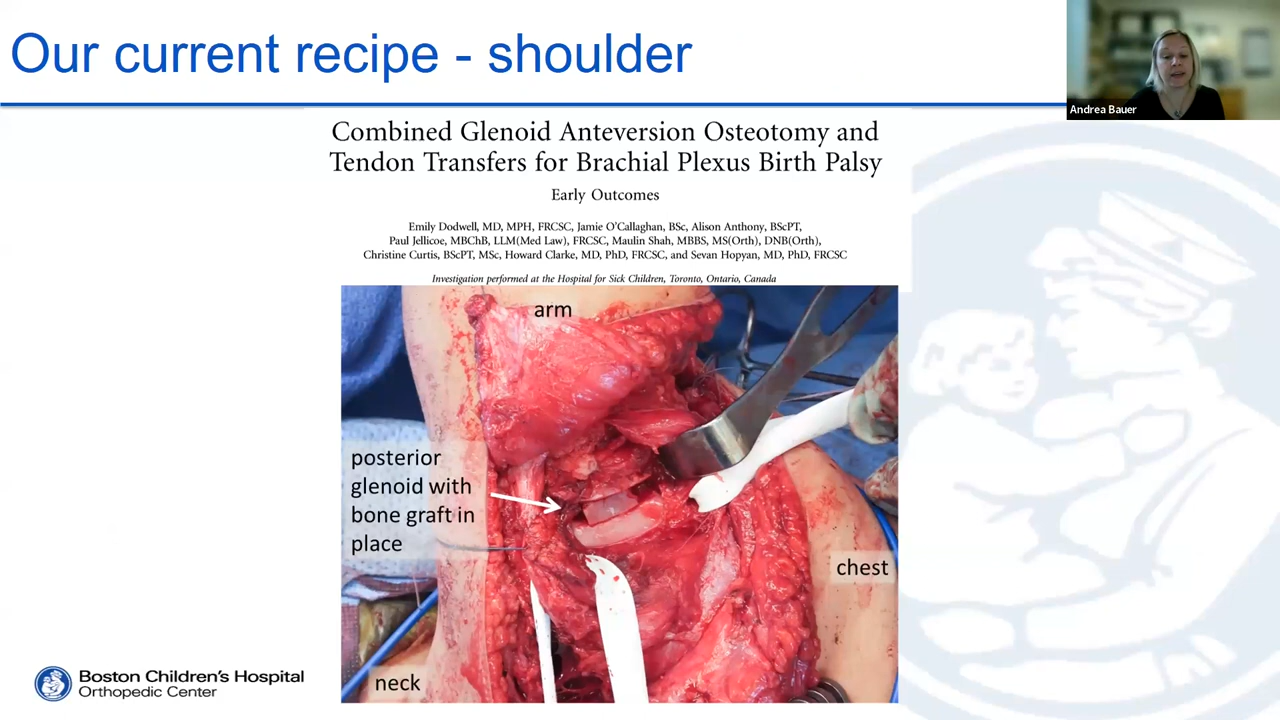 Our current recipe - shoulder
Andrea Bauer
Combined Glenoid Anteversion Osteotomy and
Tendon Transfers for Brachial Plexus Birth Palsy
Early Outcomes
Emily Dodwell, MD, MPH, FRCSC, Jamie O'Callaghan, BSc, Alison Anthony, BScPT,
Paul Jellicoe, MBChB, LLM(Med Law), FRCSC, Maulin Shah, MBBS, MS(Orth), DNB(Orth),
Christine Curtis, BScPT, MSc, Howard Clarke, MD, PhD, FRCSC, and Sevan Hopyan, MD, PhD, FRCSC
Investigation performed at the Hospital for Sick Children, Toronto, Ontario, Canada
arm
posterior
glenoid with
bone graft in
place
chest
neck
Boston Children's Hospital
Orthopedic Center